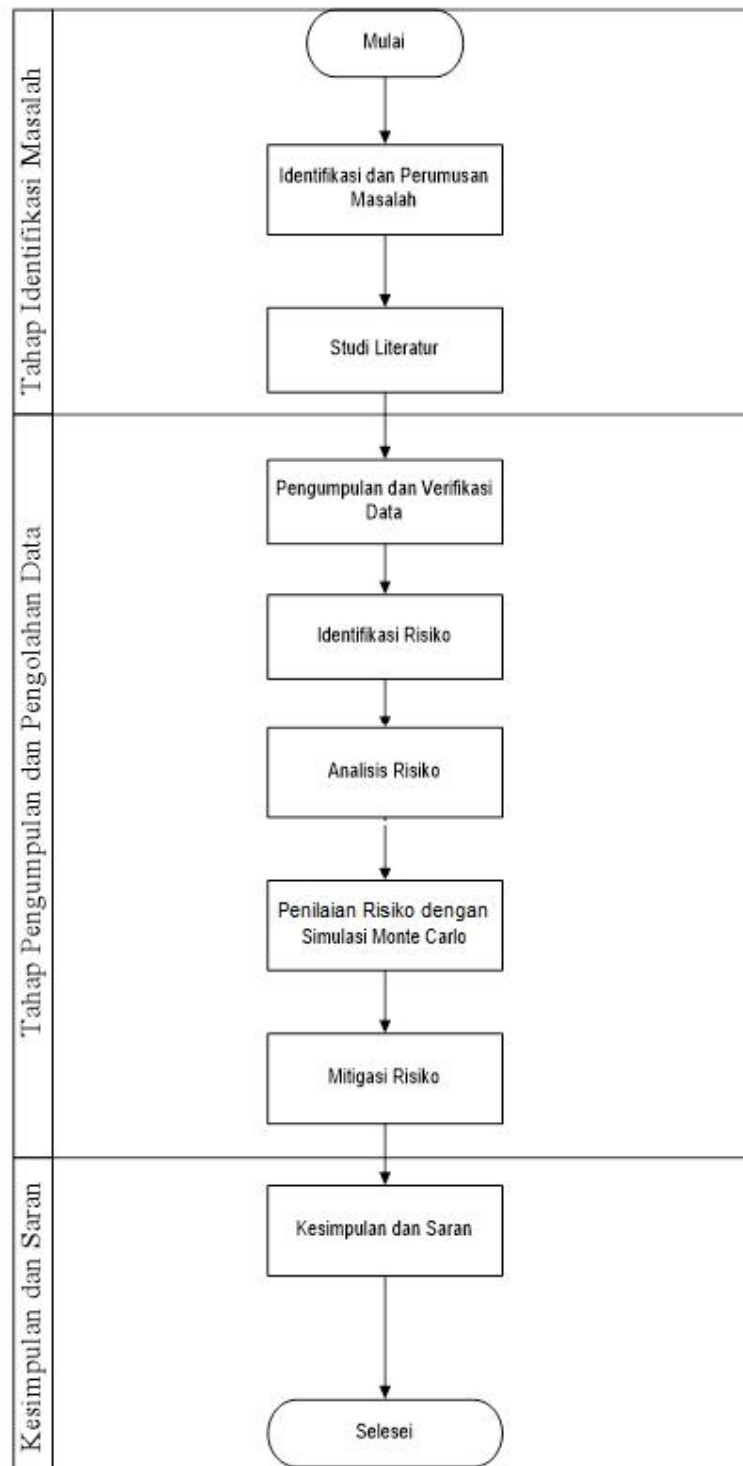 Tahap Identifikasi Masalah
Mulai
Identifikasi dan Perumusan
Masalah
Studi Literatur
Tahap Pengumpulan dan Pengolahan Data
Pengumpulan dan Verifikasi
Data
Identifikasi Risiko
Analisis Risiko
Penilaian Risiko dengan
Simulasi Monte Carlo
Mitigasi Risiko
Kesimpulan dan Saran
Kesimpulan dan Saran
Selesei